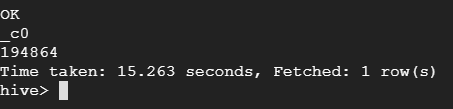 OK
_c0
194864
Time taken: 15.263 seconds, Fetched: 1 row(s)
hive>